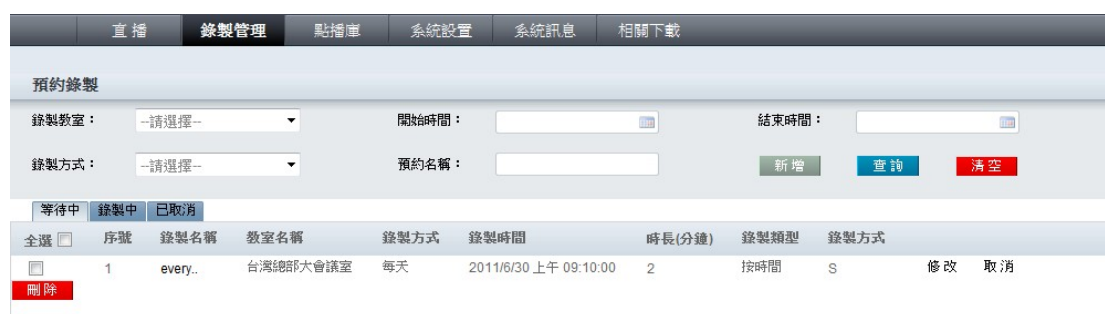 直播 錄製管理 點播庫 系統設置 系統訊息 相關下載
預約錄製
錄製教室： --請選擇-- 開始時間： 結束時間：
錄製方式： --請選擇-- 預約名稱： 新增 查詢 清空
等待中 錄製中 已取消
全選 序號 錄製名稱 教室名稱 錄製方式 錄製時間 時長(分鐘) 錄製類型 錄製方式
1 every.. 台灣總部大會議室 每天 2011/6/30 上午 09:10:00 2 按時間 S 修改 取消
刪除